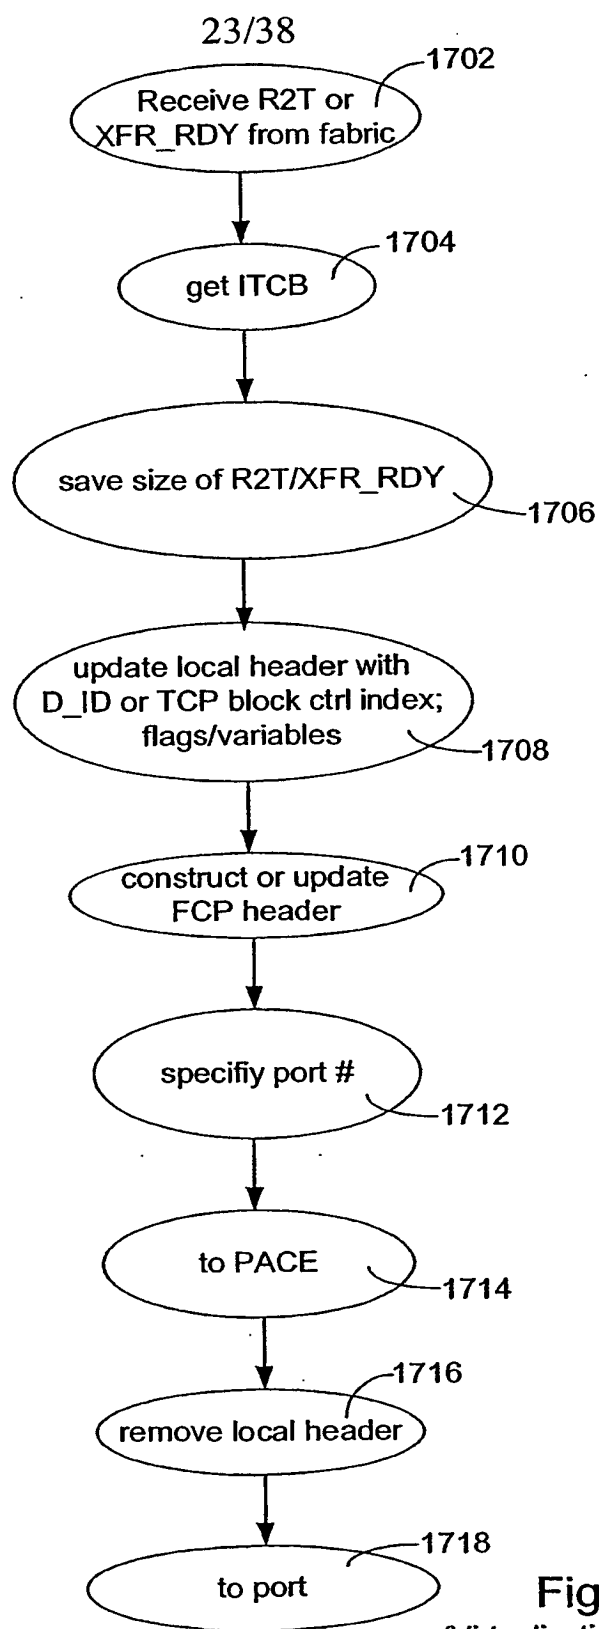 23/38
1702
Receive R2T or
XFR_RDY from fabric
1704
get ITCB
save size of R2T/XFR_RDY
1706
update local header with
D_ID or TCP block ctrl index;
flags/variables
1708
1710
construct or update
FCP header
specifiy port #
1712
to PACE
1714
1716
remove local header
1718
to port
Fig